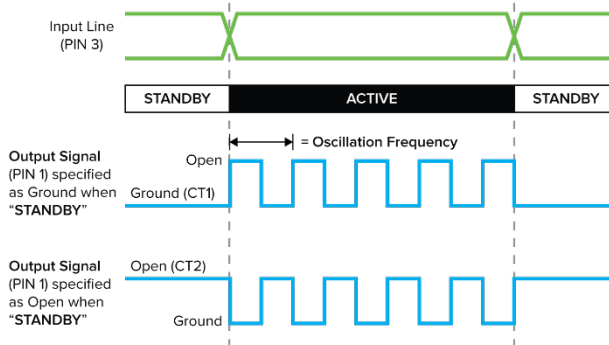 Input Line
(PIN 3)
STANDBY
ACTIVE
STANDBY
= Oscillation Frequency
Output Signal
(PIN 1) specified
as Ground when
“STANDBY”
Open
Ground (CT1)
Output Signal
(PIN 1) specified
as Open when
“STANDBY”
Open (CT2)
Ground